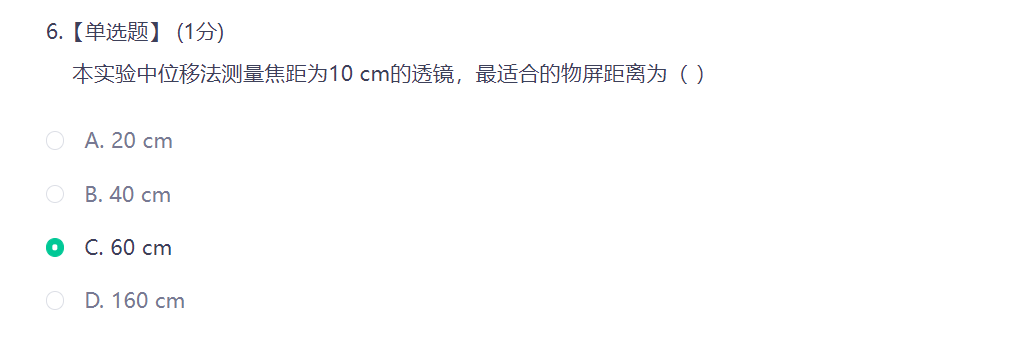 6.【单选题】 (1分)
本实验中位移法测量焦距为10 cm的透镜，最适合的物屏距离为（ ）
A. 20 cm
B. 40 cm
C. 60 cm
D. 160 cm